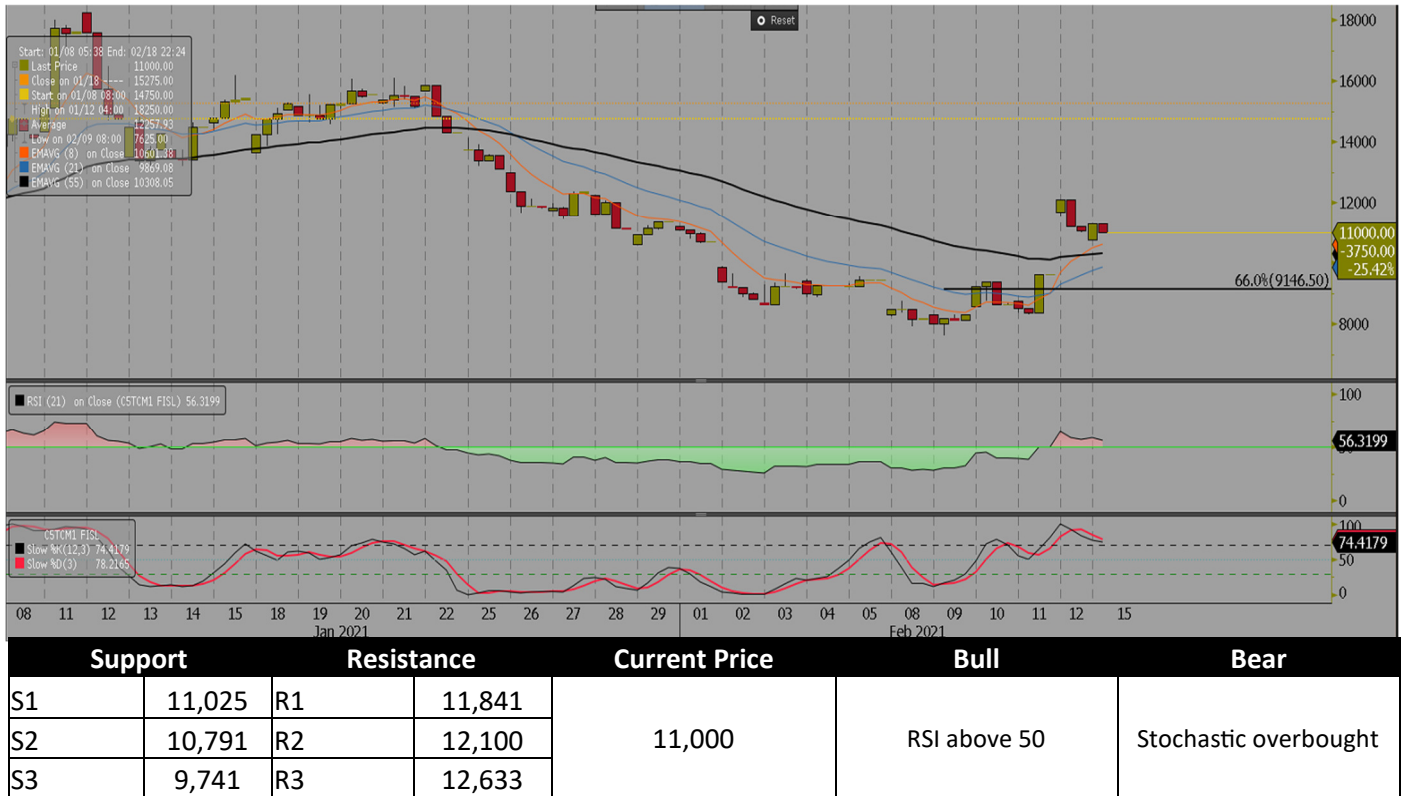 Reset
18000
16000
14000
12000
8000
Start: 01/08 05:38 End: 02/18 22:24
Last Price 11000.00
Close on 01/18 ---- 15275.00
Start on 01/08 08:00 14750.00
High on 01/12 04:00 18250.00
Average 12257.93
Low on 02/09 08:00 7625.00
EMAVG (8) on Close 10601.38
EMAVG (21) on Close 9869.08
EMAVG (55) on Close 10308.05
11000.00
-3750.00
-25.42%
66.0%(9146.50)
RSI (21) on Close (C5TCM1 FISL) 56.3199
100
56.3199
0
C5TCM1 FISL
Slow %K(12,3) 74.4179
Slow %D(3) 78.2165
100
74.4179
50
0
08 11 12 13 14 15 18 19 20 21 22 25 26 27 28 29 01 02 03 04 05 08 09 10 11 12 15
Jan 2021 Feb 2021
Support Resistance Current Price Bull Bear
S1 11,025 R1 11,841
S2 10,791 R2 12,100 11,000 RSI above 50 Stochastic overbought
S3 9,741 R3 12,633